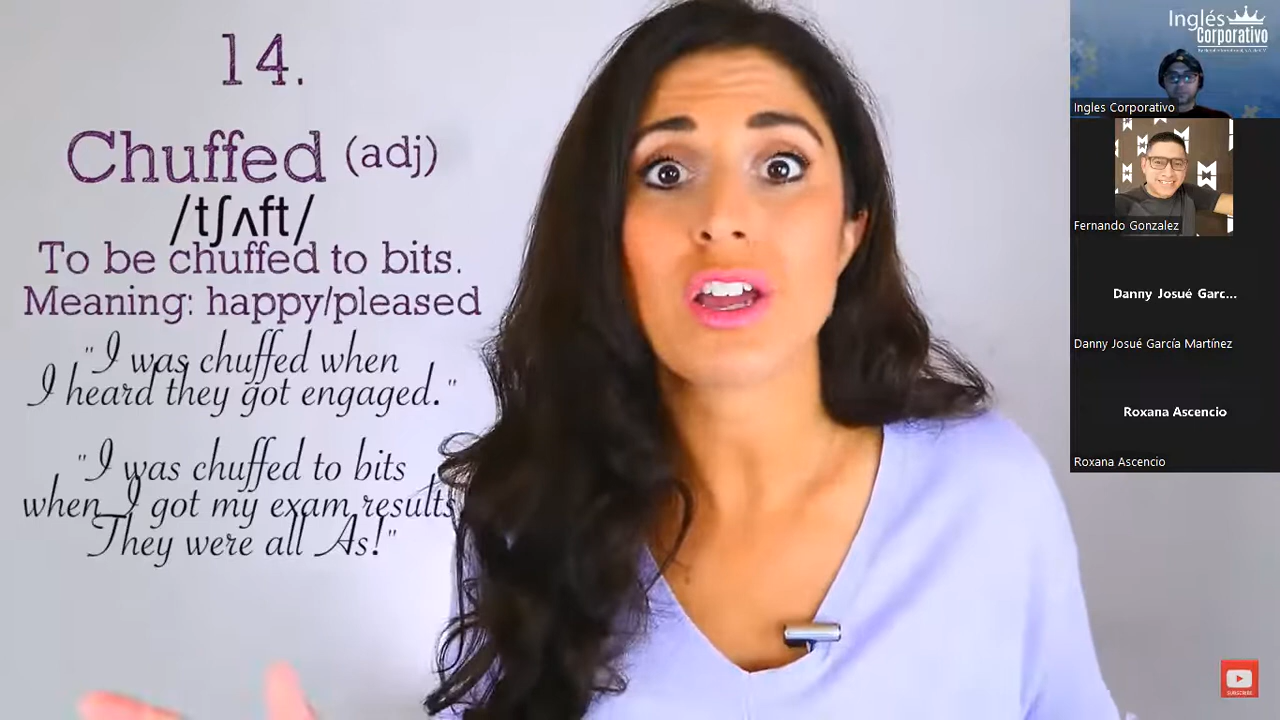 14.
Chuffed (adj)
/tʃʌft/
To be chuffed to bits.
Meaning: happy/pleased
"I was chuffed when
I heard they got engaged."
"I was chuffed to bits
when I got my exam results
They were all As!"
Inglés
Corporativo
Ingles Corporativo
Fernando Gonzalez
Danny Josué Garc...
Danny Josué García Martínez
Roxana Ascencio
Roxana Ascencio
SUBSCRIBE